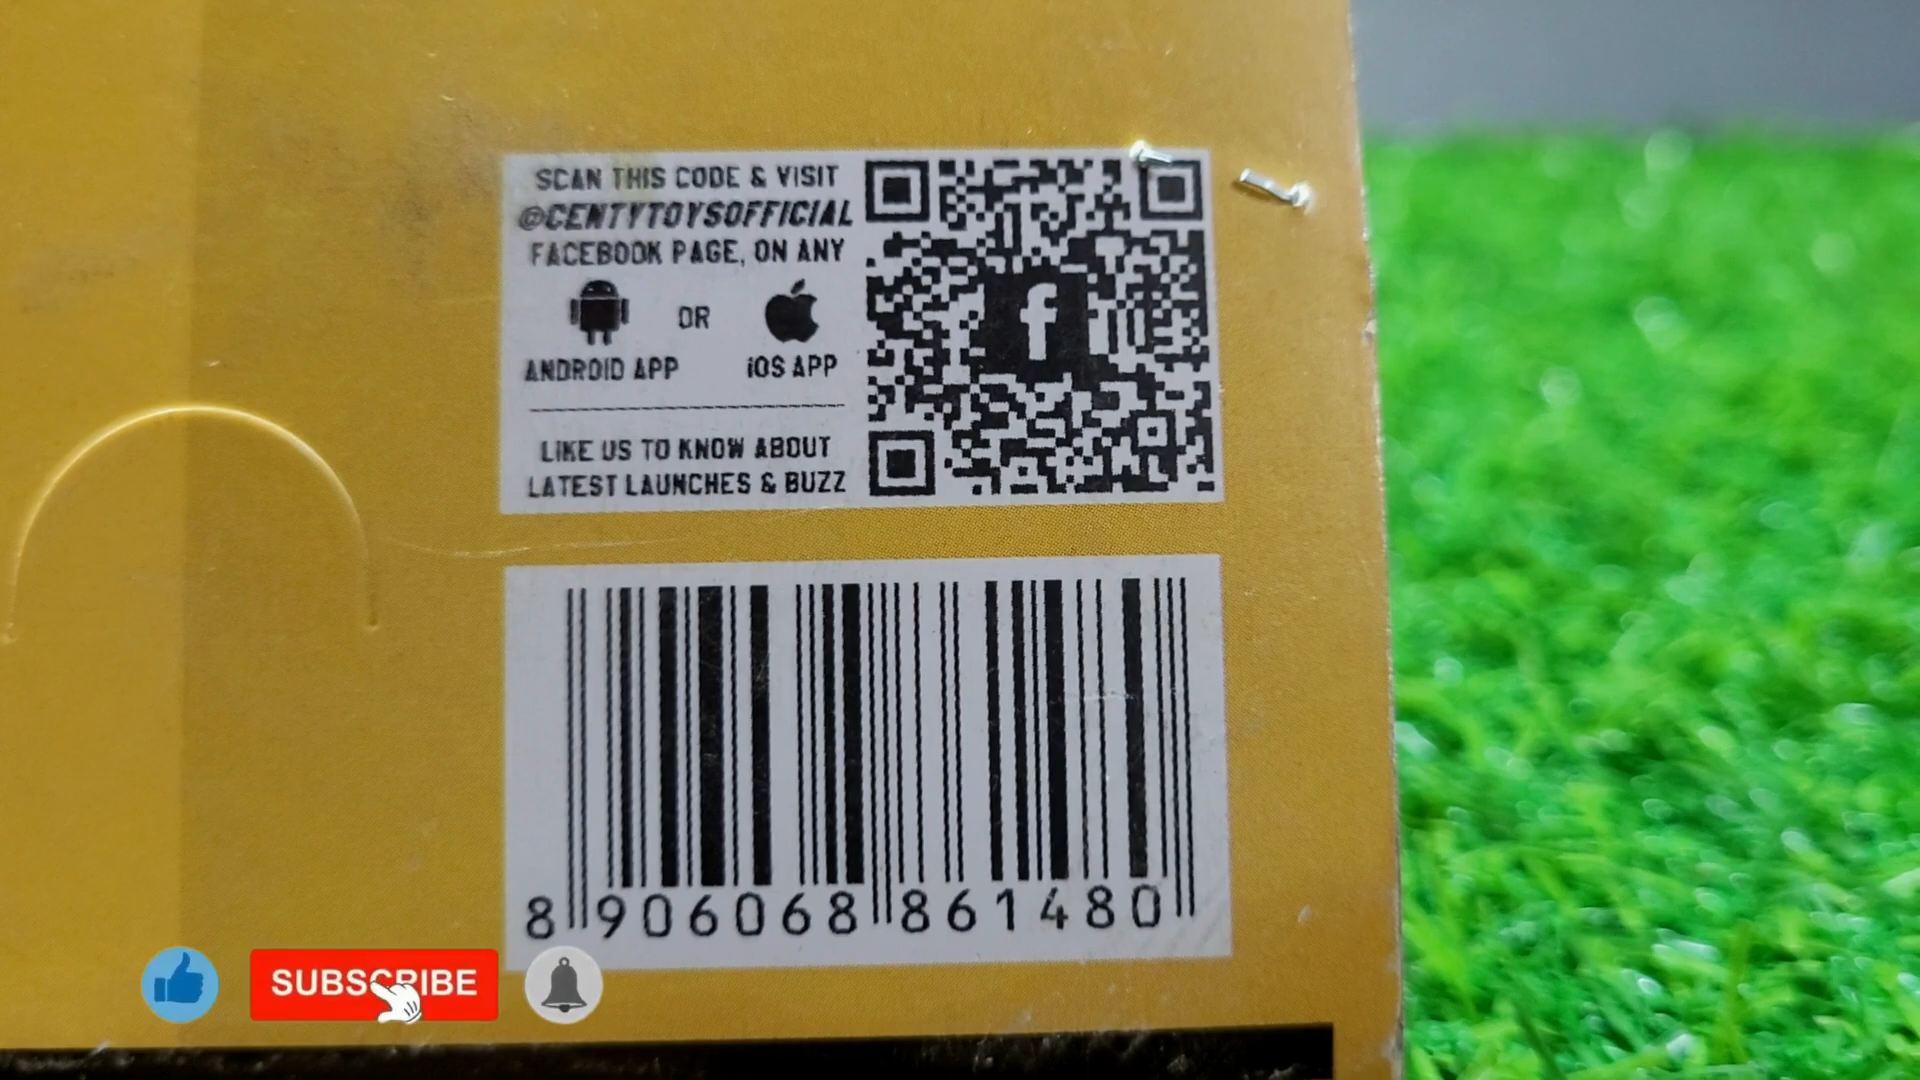 SCAN THIS CODE & VISIT
@CENTYTOYSOFFICIAL
FACEBOOK PAGE, ON ANY
OR
ANDROID APP
iOS APP
LIKE US TO KNOW ABOUT
LATEST LAUNCHES & BUZZ
f
8 906068 861480
SUBSCRIBE